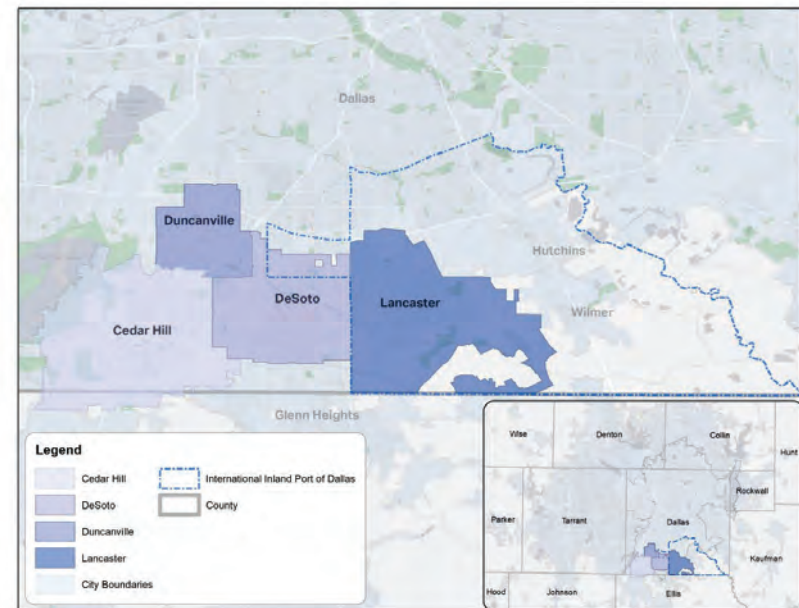 Dallas
Duncanville
Hutchins
DeSoto
Lancaster
Wilmer
Cedar Hill
Glenn Heights
Legend
Cedar Hill
DeSoto
Duncanville
Lancaster
City Boundaries
International Inland Port of Dallas
County
Wise
Denton
Collin
Hunt
Rockwall
Parker
Tarrant
Dallas
Kaufman
Hood
Johnson
Ellis